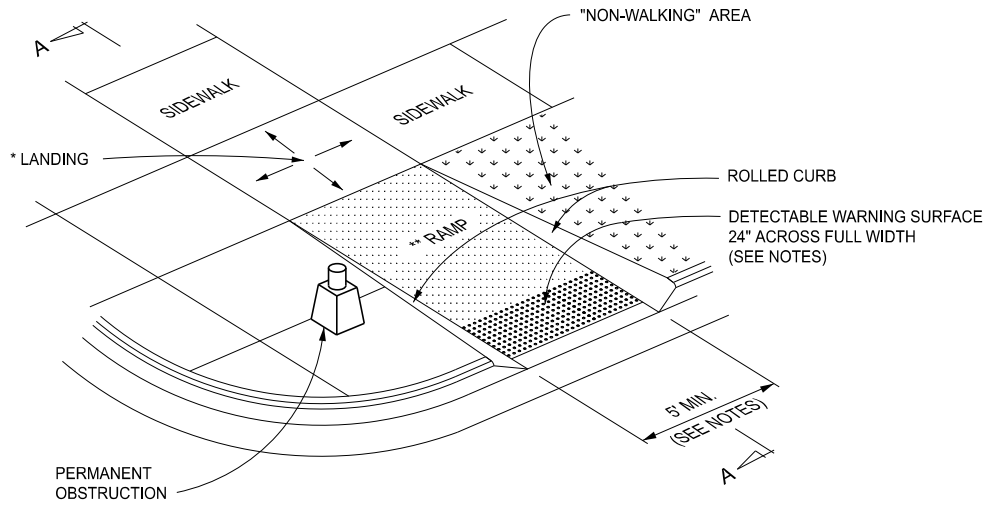 "NON-WALKING" AREA
A
SIDEWALK
SIDEWALK
* LANDING
ROLLED CURB
DETECTABLE WARNING SURFACE
24" ACROSS FULL WIDTH
(SEE NOTES)
** RAMP
5' MIN.
(SEE NOTES)
A
PERMANENT
OBSTRUCTION